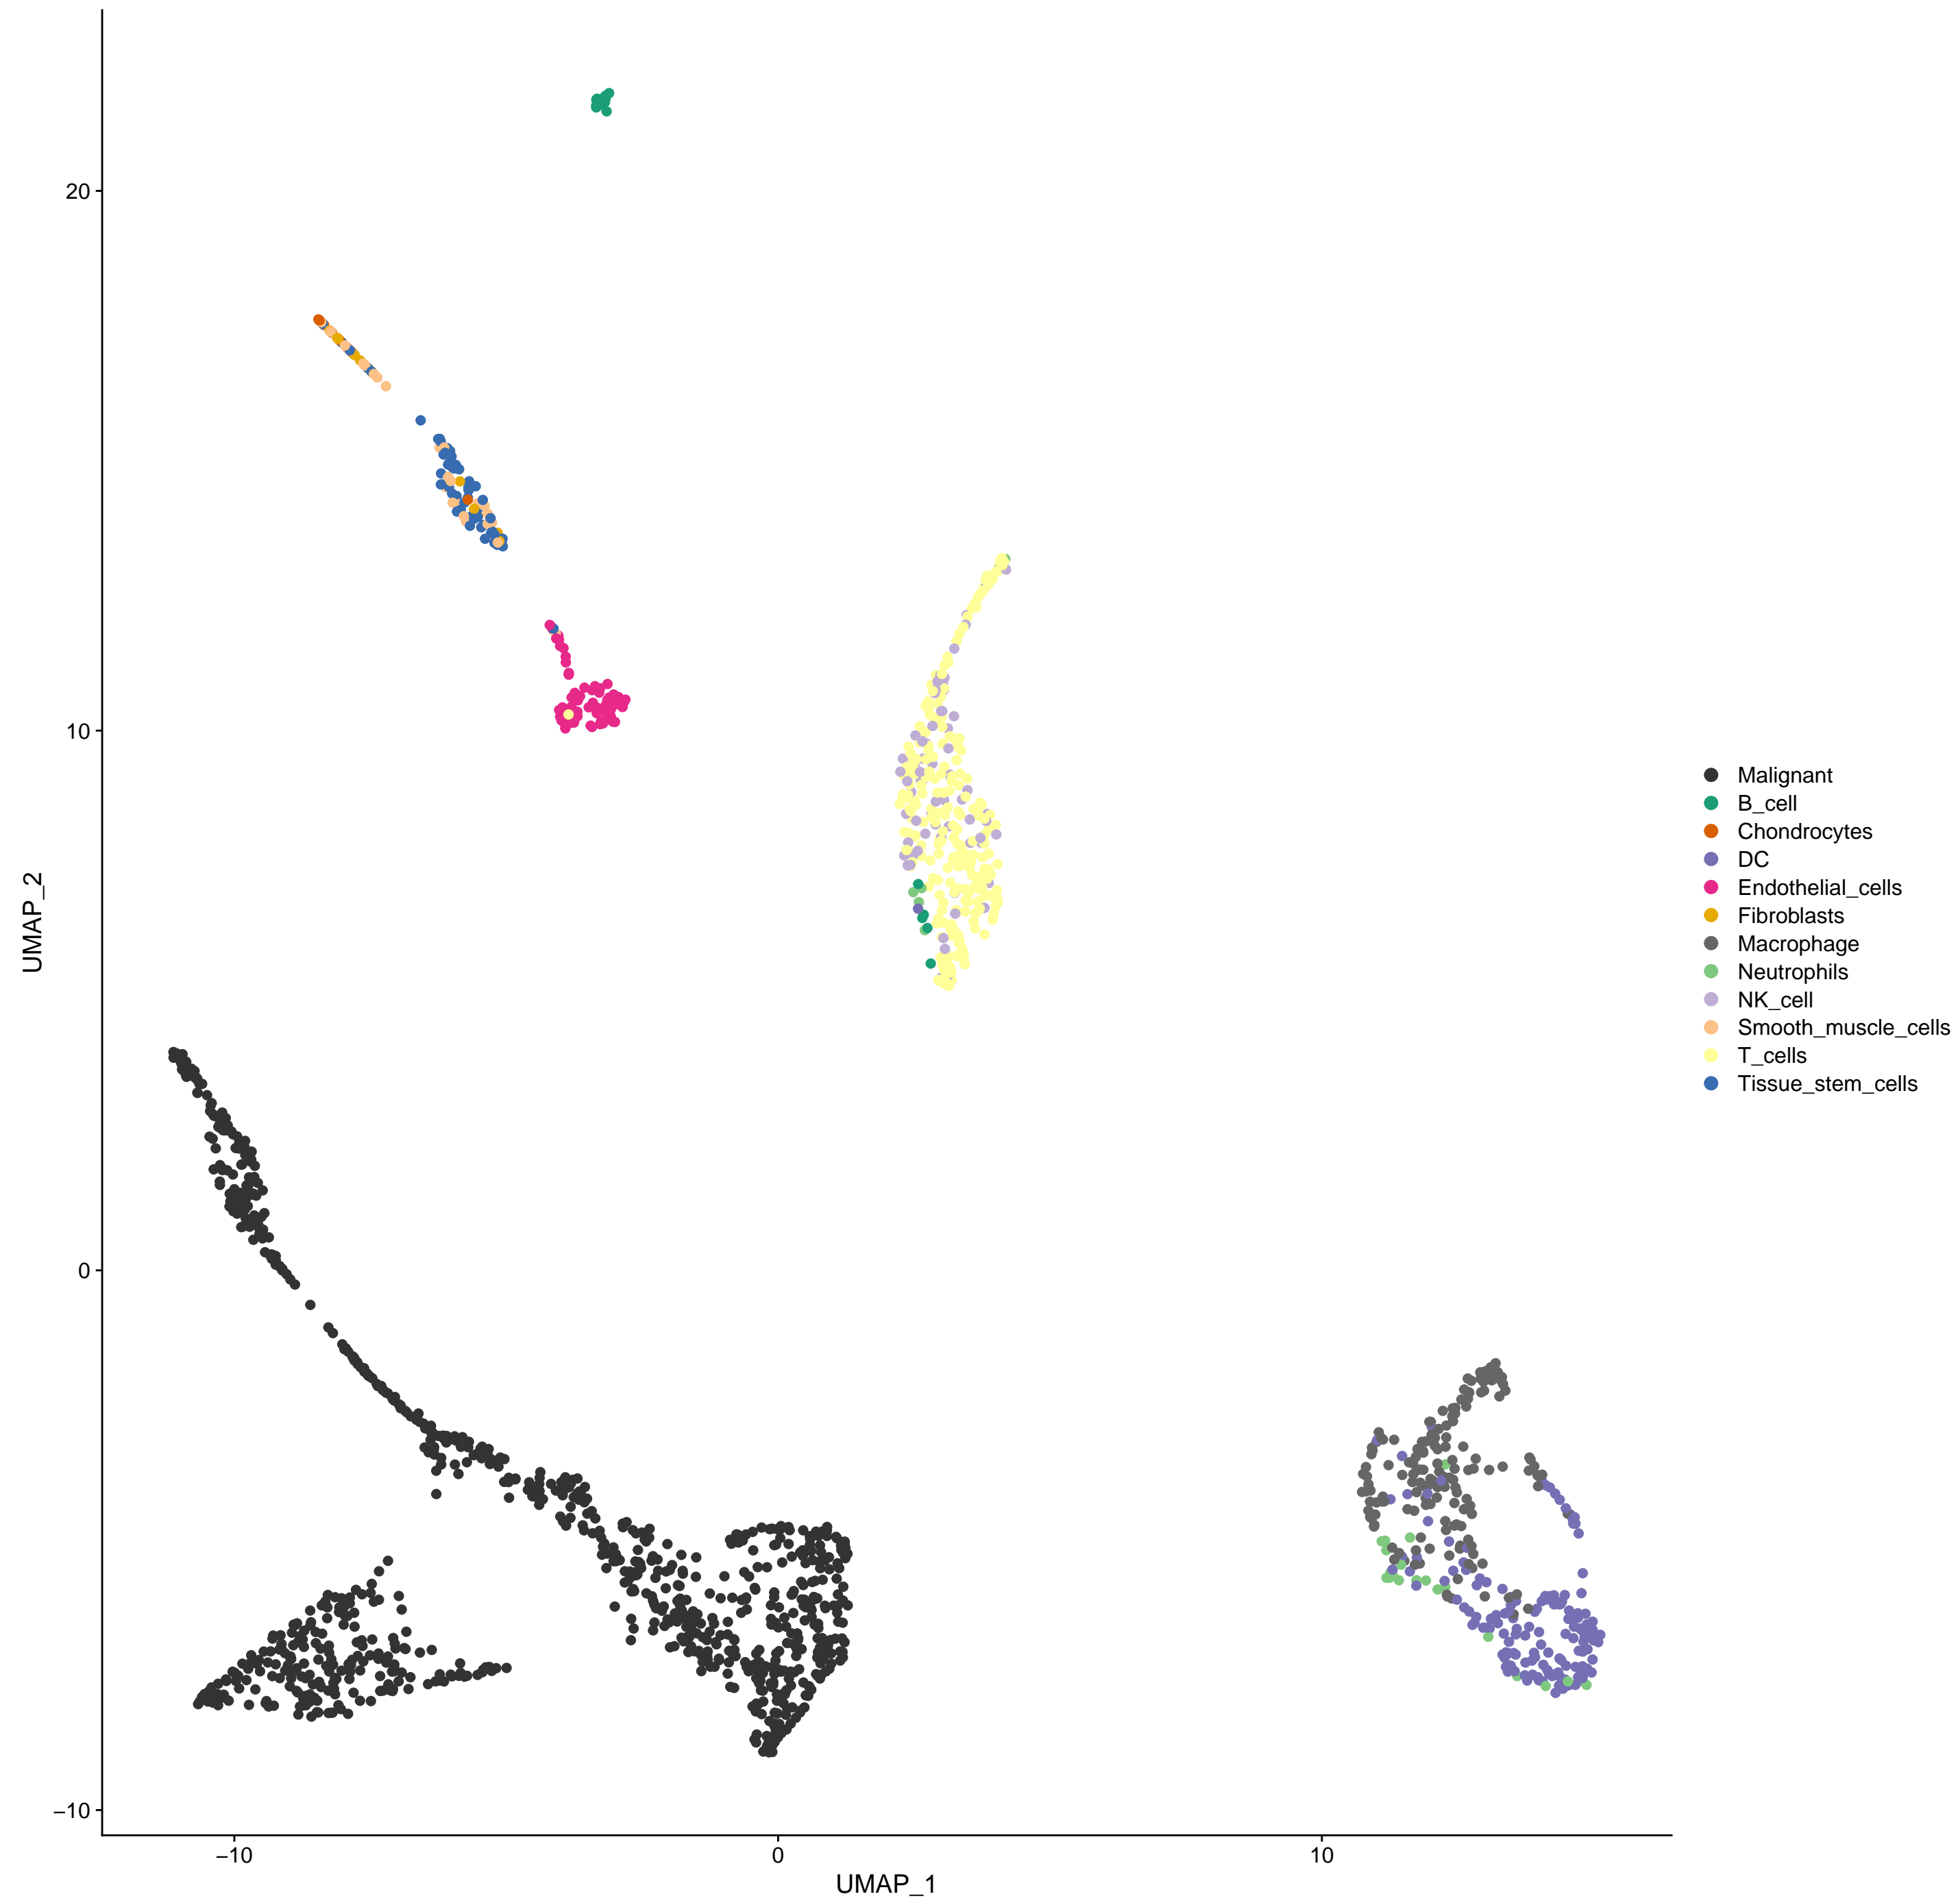 20
10
0
−10
UMAP_2
−10
0
10
UMAP_1
Malignant
B_cell
Chondrocytes
DC
Endothelial_cells
Fibroblasts
Macrophage
Neutrophils
NK_cell
Smooth_muscle_cells
T_cells
Tissue_stem_cells